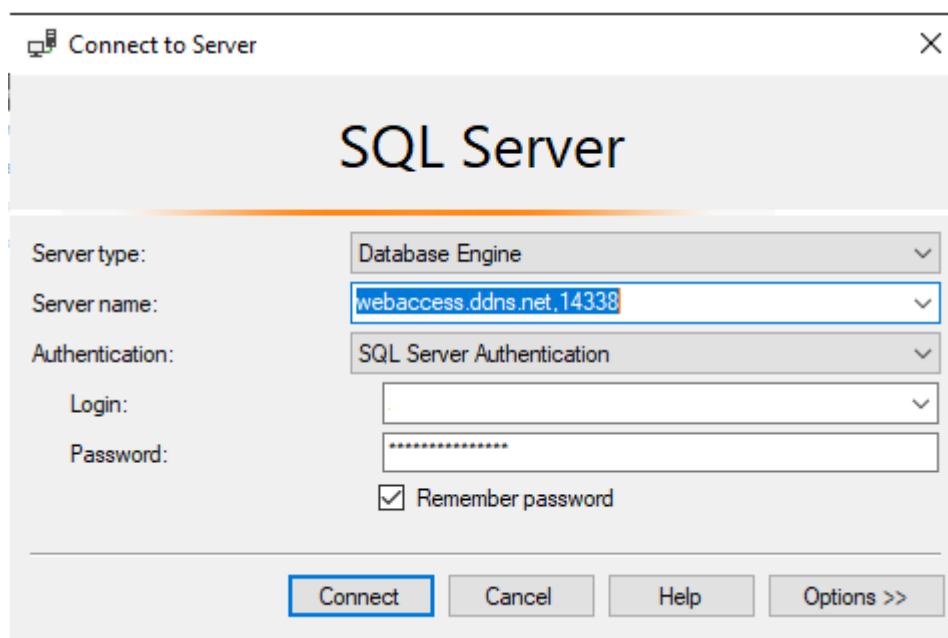 Connect to Server
SQL Server
Server type: Database Engine
Server name: webaccess.ddns.net,14338
Authentication: SQL Server Authentication
Login:
Password: ***************
Remember password
Connect Cancel Help Options >>